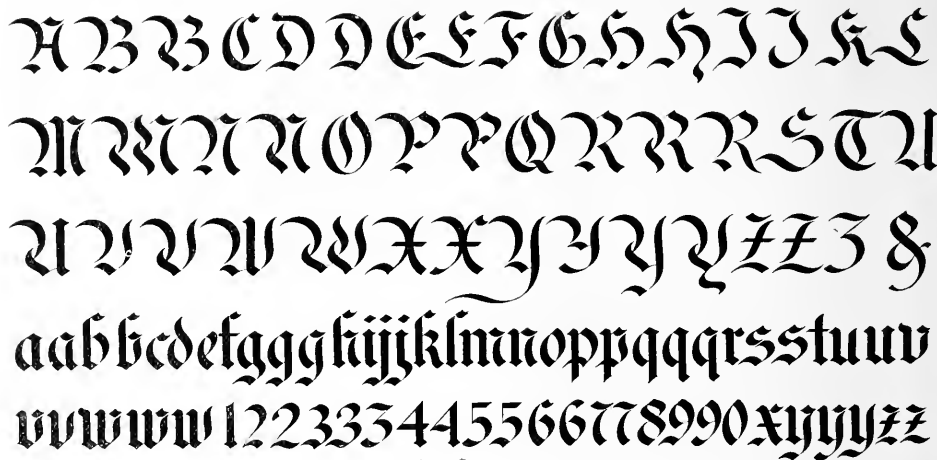 A B B C D D E E F G H H I J K L
M M N N O P P Q R R R S T U
U V V W W X X Y Y Y Y Z Z Z &
a a b b c d e f g g g h i j j k l m n o p p q q q r s s t u u v
v v w w w 1 2 2 3 3 3 4 4 5 5 6 6 7 7 8 9 9 0 x y y y z z